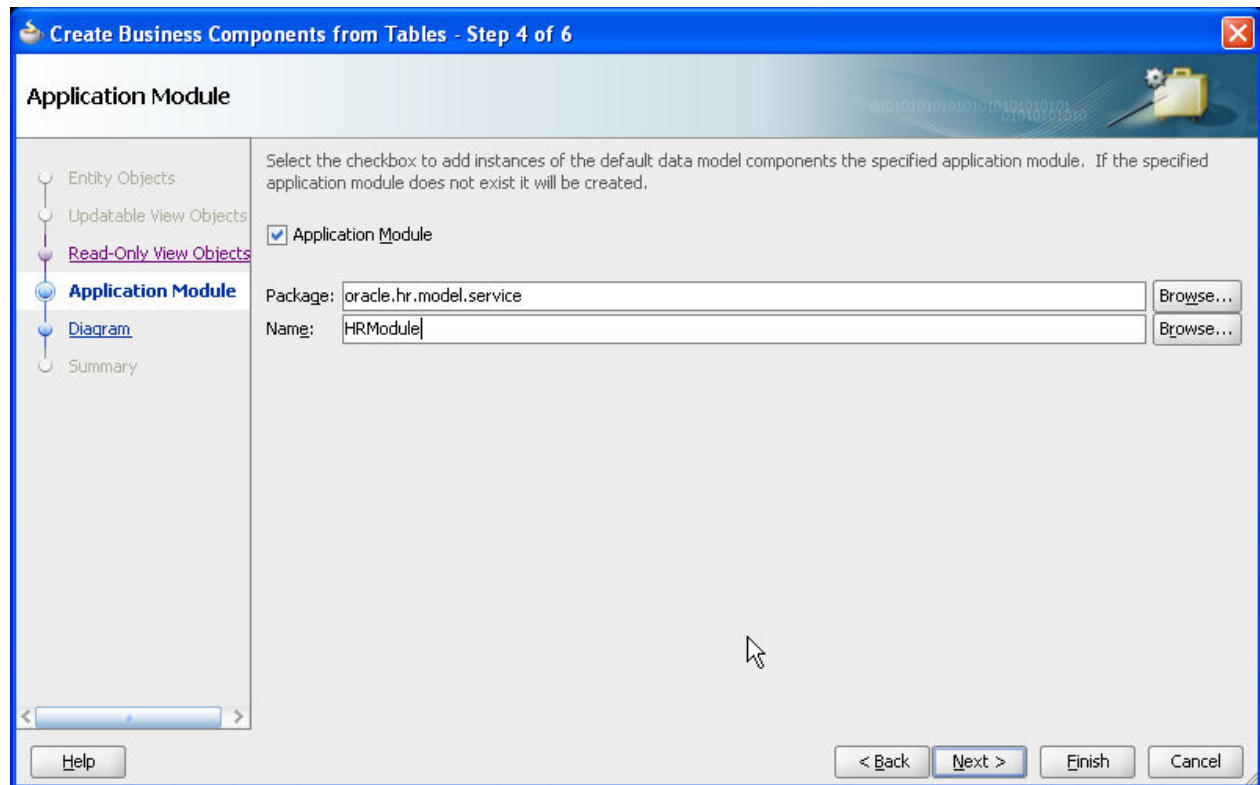 Create Business Components from Tables - Step 4 of 6
Application Module
Entity Objects
Updatable View Objects
Read-Only View Objects
Application Module
Diagram
Summary
Select the checkbox to add instances of the default data model components the specified application module. If the specified
application module does not exist it will be created.
Application Module
Package: oracle.hr.model.service Browse...
Name: HRModule Browse...
Help < Back Next > Finish Cancel